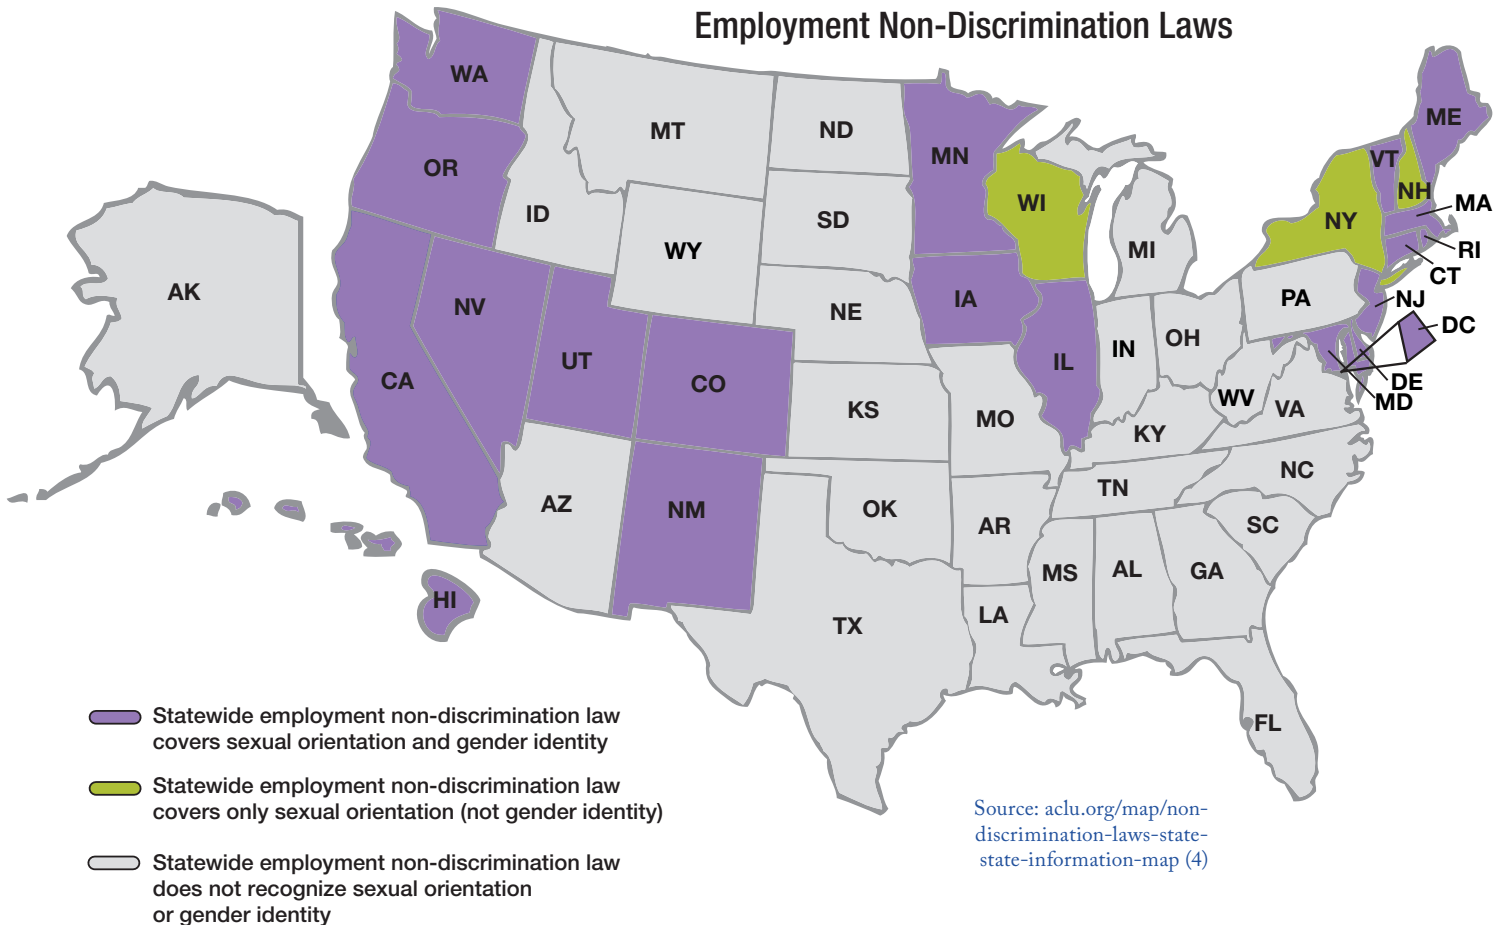 Employment Non-Discrimination Laws
WA
MT
ND
MN
ME
OR
ID
SD
WI
VT
NH
NY
MA
WY
MI
RI
CT
AK
NV
NE
IA
PA
NJ
DC
UT
CO
IL
IN
OH
DE
MD
CA
KS
MO
WV
VA
KY
NC
AZ
NM
OK
TN
AR
SC
MS
AL
GA
HI
TX
LA
FL
Statewide employment non-discrimination law
covers sexual orientation and gender identity
Statewide employment non-discrimination law
covers only sexual orientation (not gender identity)
Statewide employment non-discrimination law
does not recognize sexual orientation
or gender identity
Source: aclu.org/map/non-
discrimination-laws-state-
state-information-map (4)